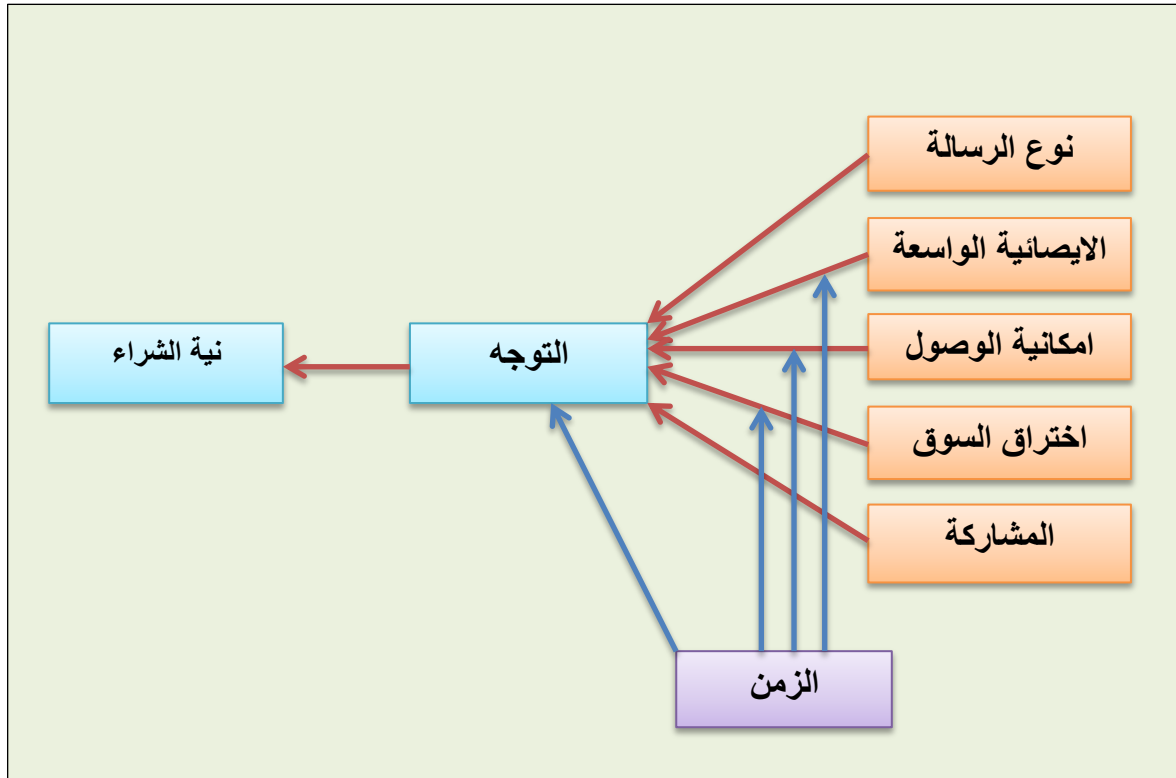 نوع الرسالة
الايصائية الواسعة
امكانية الوصول
اختراق السوق
المشاركة
التوجه
نية الشراء
الزمن